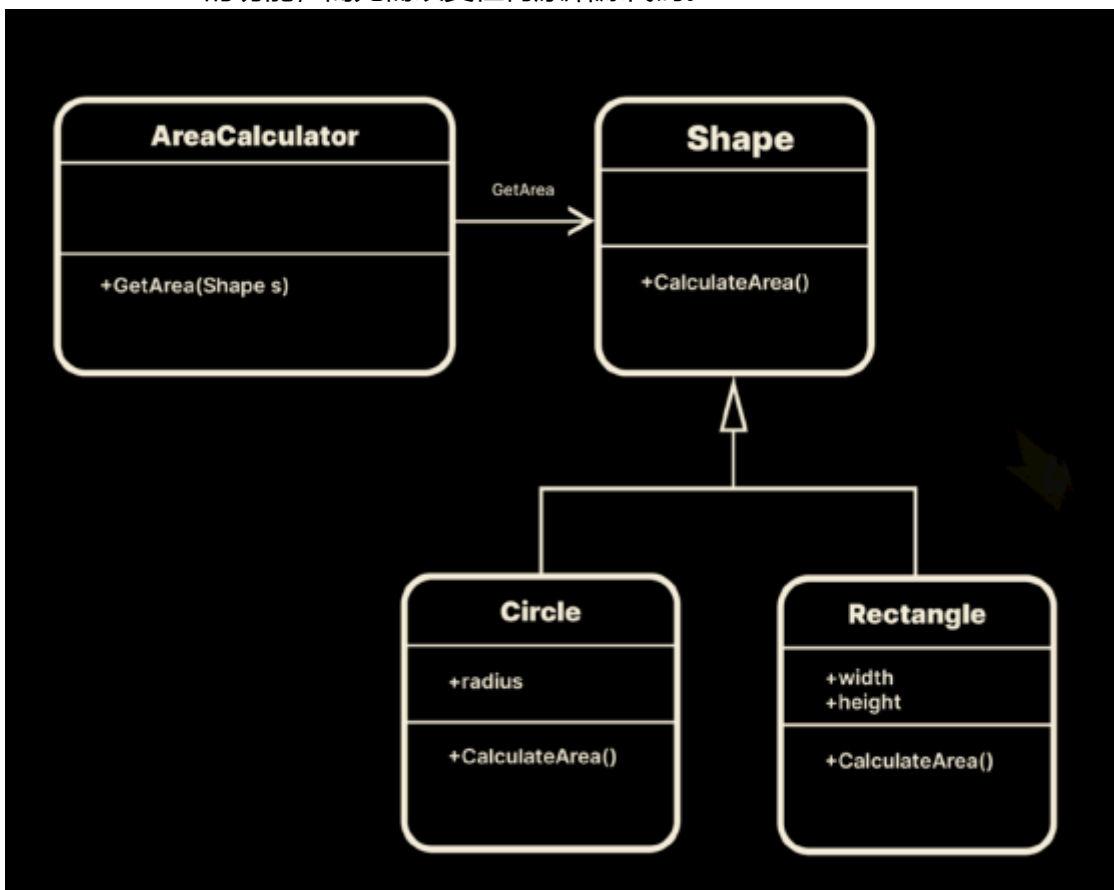 AreaCalculator
+GetArea(Shape s)
GetArea
Shape
+CalculateArea()
Circle
+radius
+CalculateArea()
Rectangle
+width
+height
+CalculateArea()